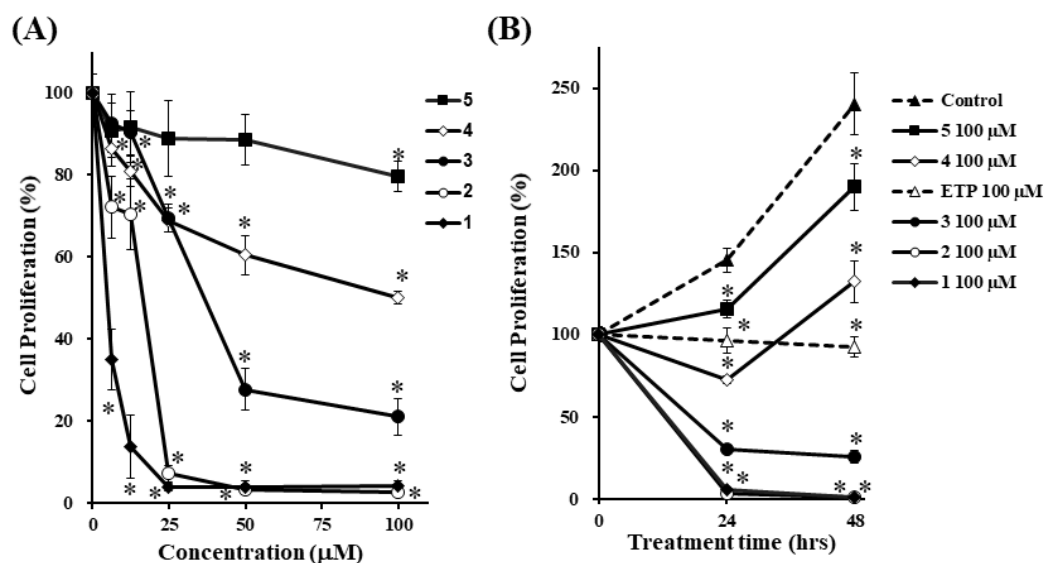 (A)
Cell Proliferation (%)
100
80
60
40
20
0
0 25 50 75 100
Concentration (µM)
5
4
3
2
1
* * * * * * * * * * * * * * * * * * *
(B)
Cell Proliferation (%)
250
200
150
100
50
0
0 24 48
Treatment time (hrs)
Control
5 100 µM
4 100 µM
ETP 100 µM
3 100 µM
2 100 µM
1 100 µM
* * * * * * * * * * * *